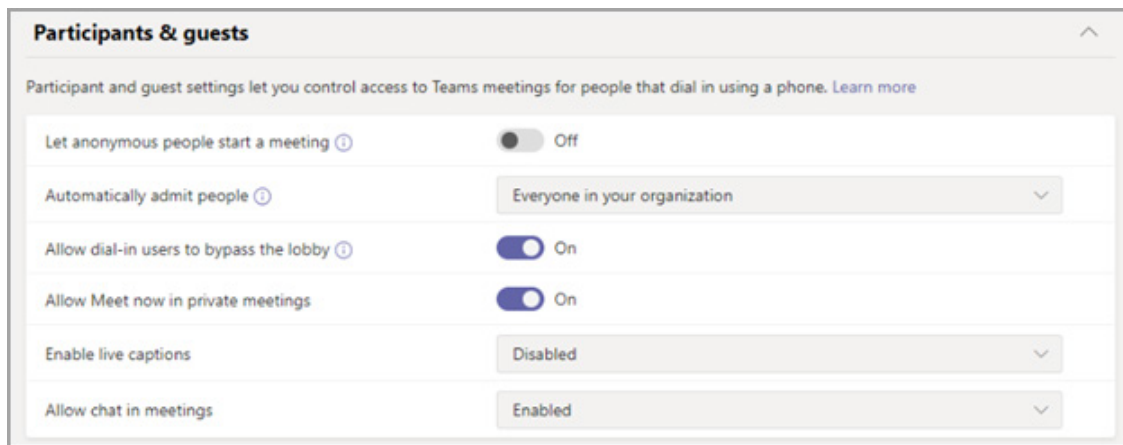 Participants & guests
Participant and guest settings let you control access to Teams meetings for people that dial in using a phone. Learn more
Let anonymous people start a meeting Off
Automatically admit people Everyone in your organization
Allow dial-in users to bypass the lobby On
Allow Meet now in private meetings On
Enable live captions Disabled
Allow chat in meetings Enabled